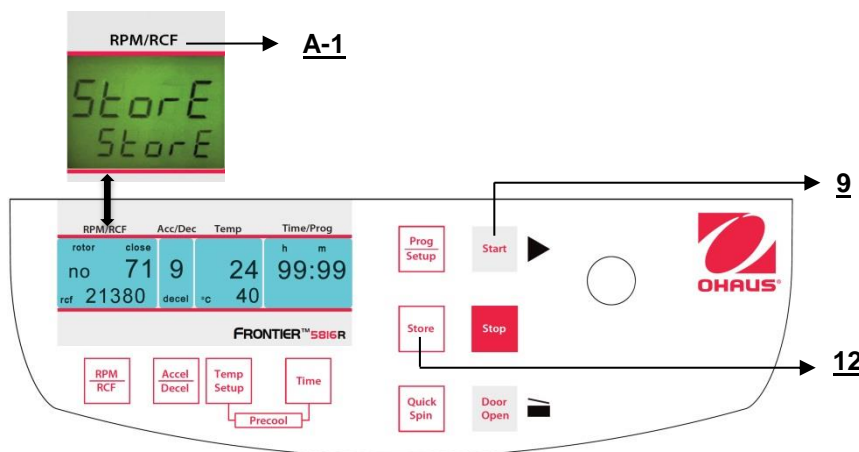 RPM/RCF
A-1
StorE
StorE
9
RPM/RCF Acc/Dec Temp Time/Prog
rotor close h m
no 71 9 24 99:99
rcf 21380 decel °C 40
FRONTIER™5816R
RPM
RCF
Accel
Decel
Temp
Setup
Time
Precool
Prog
Setup
Start
Store
Stop
Quick
Spin
Door
Open
OHAUS®
12